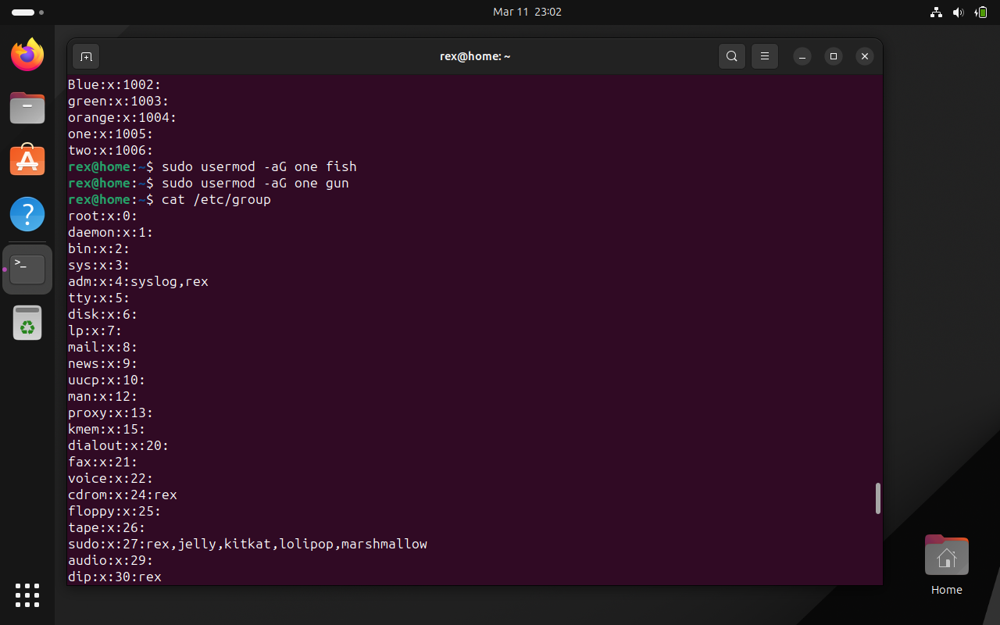 Mar 11 23:02
rex@home: ~
Blue:x:1002:
green:x:1003:
orange:x:1004:
one:x:1005:
two:x:1006:
rex@home:~$ sudo usermod -aG one fish
rex@home:~$ sudo usermod -aG one gun
rex@home:~$ cat /etc/group
root:x:0:
daemon:x:1:
bin:x:2:
sys:x:3:
adm:x:4:syslog,rex
tty:x:5:
disk:x:6:
lp:x:7:
mail:x:8:
news:x:9:
uucp:x:10:
man:x:12:
proxy:x:13:
kmem:x:15:
dialout:x:20:
fax:x:21:
voice:x:22:
cdrom:x:24:rex
floppy:x:25:
tape:x:26:
sudo:x:27:rex,jelly,kitkat,lolipop,marshmallow
audio:x:29:
dip:x:30:rex
Home